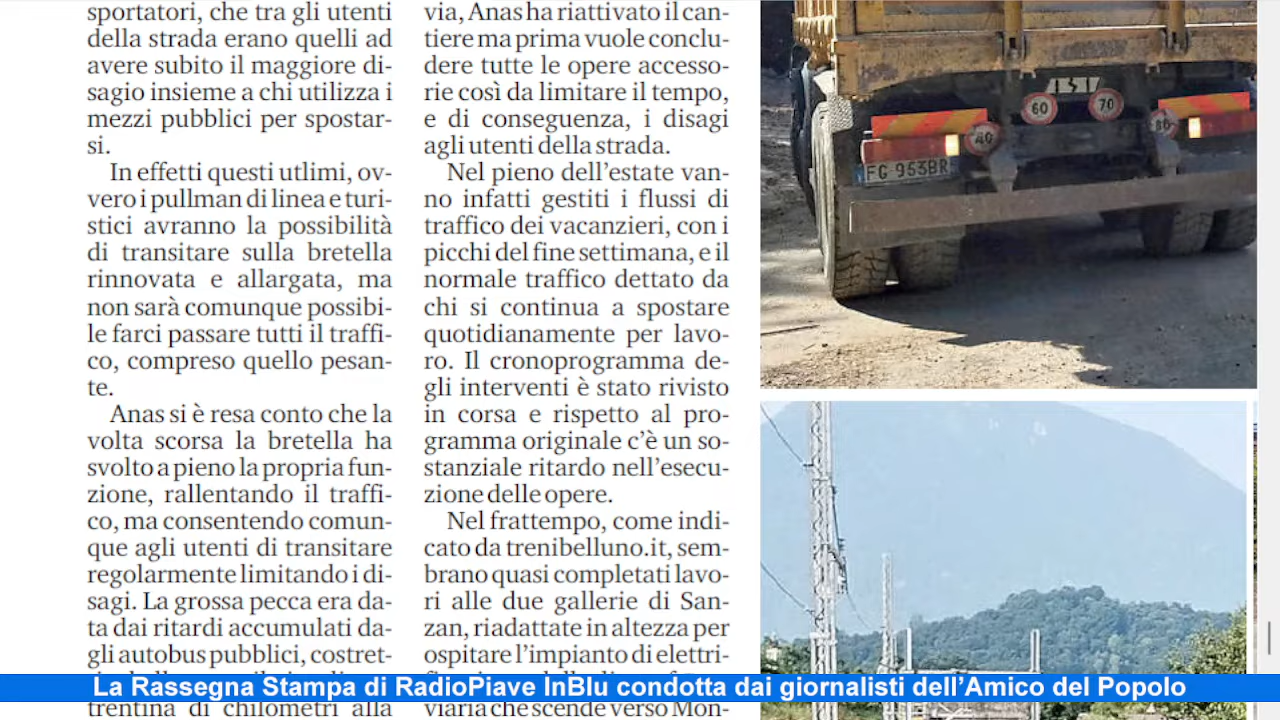 sportatori, che tra gli utenti
della strada erano quelli ad
avere subito il maggiore di-
sagio insieme a chi utilizza i
mezzi pubblici per spostar-
si.
In effetti questi utlimi, ov-
vero i pullman di linea e turi-
stici avranno la possibilità
di transitare sulla bretella
rinnovata e allargata, ma
non sarà comunque possibi-
le farci passare tutti il traffi-
co, compreso quello pesan-
te.
Anas si è resa conto che la
volta scorsa la bretella ha
svolto a pieno la propria fun-
zione, rallentando il traffi-
co, ma consentendo comun-
que agli utenti di transitare
regolarmente limitando i di-
sagi. La grossa pecca era da-
ta dai ritardi accumulati da-
gli autobus pubblici, costret-
trentina di chilometri alla
via, Anas ha riattivato il can-
tiere ma prima vuole conclu-
dere tutte le opere accesso-
rie così da limitare il tempo,
e di conseguenza, i disagi
agli utenti della strada.
Nel pieno dell'estate van-
no infatti gestiti i flussi di
traffico dei vacanzieri, con i
picchi del fine settimana, e il
normale traffico dettato da
chi si continua a spostare
quotidianamente per lavo-
ro. Il cronoprogramma de-
gli interventi è stato rivisto
in corsa e rispetto al pro-
gramma originale c'è un so-
stanziale ritardo nell'esecu-
zione delle opere.
Nel frattempo, come indi-
cato da trenibelluno.it, sem-
brano quasi completati lavo-
ri alle due gallerie di San-
zan, riadattate in altezza per
ospitare l'impianto di elettri-
viaria che scende verso Mon-
60
70
40
80
FG 953BR
La Rassegna Stampa di RadioPiave InBlu condotta dai giornalisti dell'Amico del Popolo